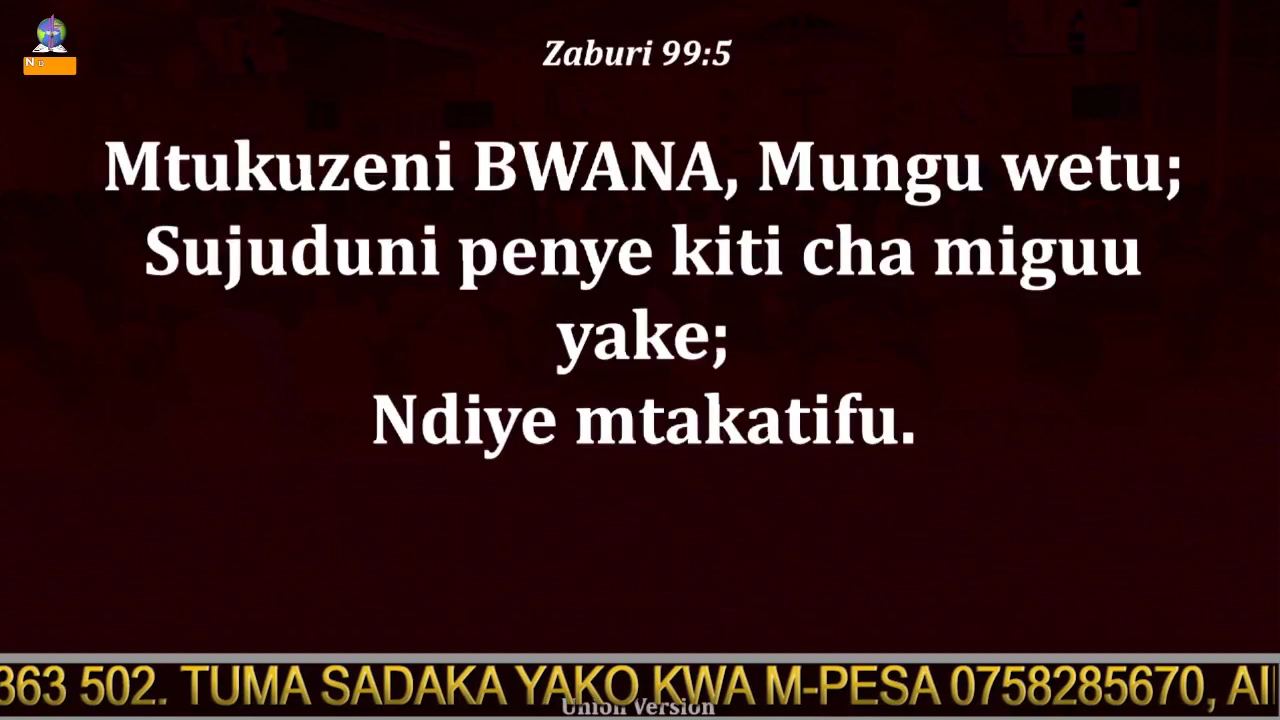 Zaburi 99:5
Mtukuzeni BWANA, Mungu wetu;
Sujuduni penye kiti cha miguu
yake;
Ndiye mtakatifu.
363 502. TUMA SADAKA YAKO KWA M-PESA 0758285670,
Union Version